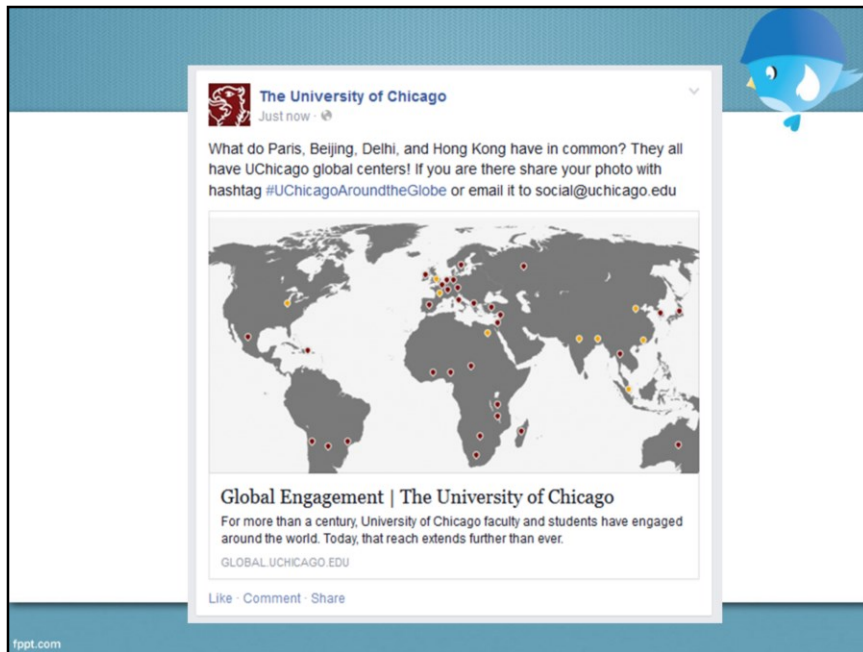 The University of Chicago
Just now ·
What do Paris, Beijing, Delhi, and Hong Kong have in common? They all
have UChicago global centers! If you are there share your photo with
hashtag #UChicagoAroundtheGlobe or email it to social@uchicago.edu
Global Engagement | The University of Chicago
For more than a century, University of Chicago faculty and students have engaged
around the world. Today, that reach extends further than ever.
GLOBAL.UCHICAGO.EDU
Like · Comment · Share
fppt.com